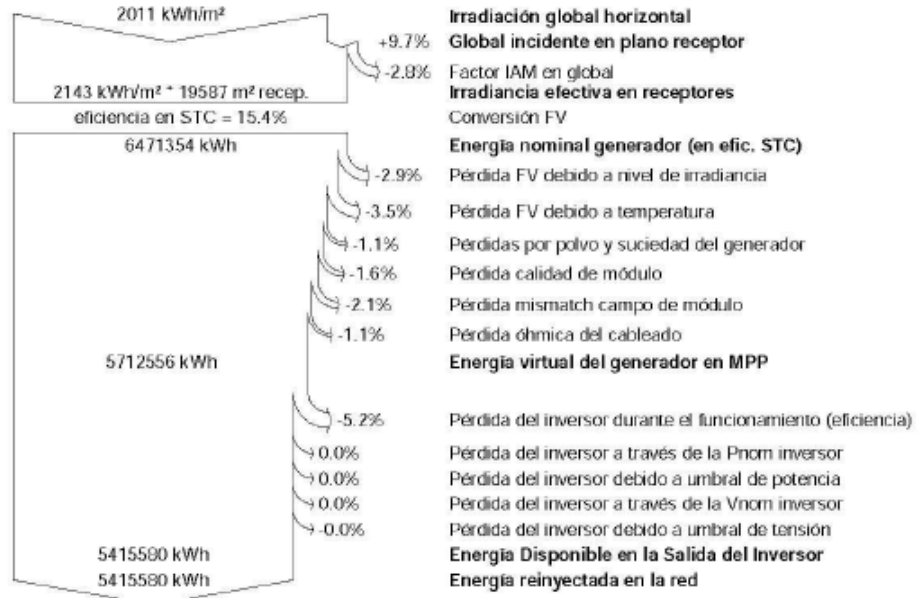 2011 kWh/m² Irradiación global horizontal
+9.7% Global incidente en plano receptor
-2.8% Factor IAM en global
2143 kWh/m² * 19587 m² recep. Irradiancia efectiva en receptores
eficiencia en STC = 15.4% Conversión FV
6471354 kWh Energía nominal generador (en efic. STC)
-2.9% Pérdida FV debido a nivel de irradiancia
-3.5% Pérdida FV debido a temperatura
-1.1% Pérdidas por polvo y suciedad del generador
-1.6% Pérdida calidad de módulo
-2.1% Pérdida mismatch campo de módulo
-1.1% Pérdida óhmica del cableado
5712556 kWh Energía virtual del generador en MPP
-5.2% Pérdida del inversor durante el funcionamiento (eficiencia)
0.0% Pérdida del inversor a través de la Pnom inversor
0.0% Pérdida del inversor debido a umbral de potencia
0.0% Pérdida del inversor a través de la Vnom inversor
-0.0% Pérdida del inversor debido a umbral de tensión
5415580 kWh Energía Disponible en la Salida del Inversor
5415580 kWh Energía reinyectada en la red